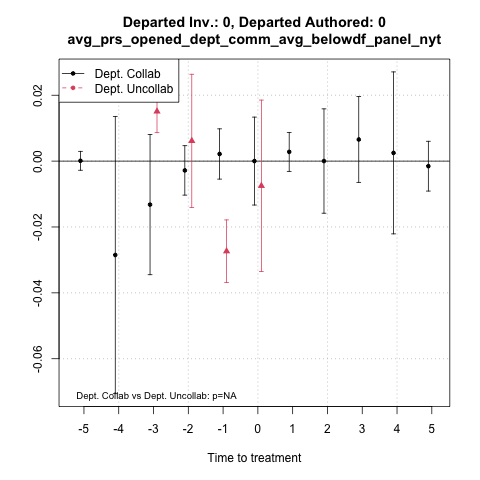 Departed Inv.: 0, Departed Authored: 0
avg_prs_opened_dept_comm_avg_belowdf_panel_nyt
Dept. Collab
Dept. Uncollab
0.02
0.00
-0.02
-0.04
-0.06
Dept. Collab vs Dept. Uncollab: p=NA
-5 -4 -3 -2 -1 0 1 2 3 4 5
Time to treatment